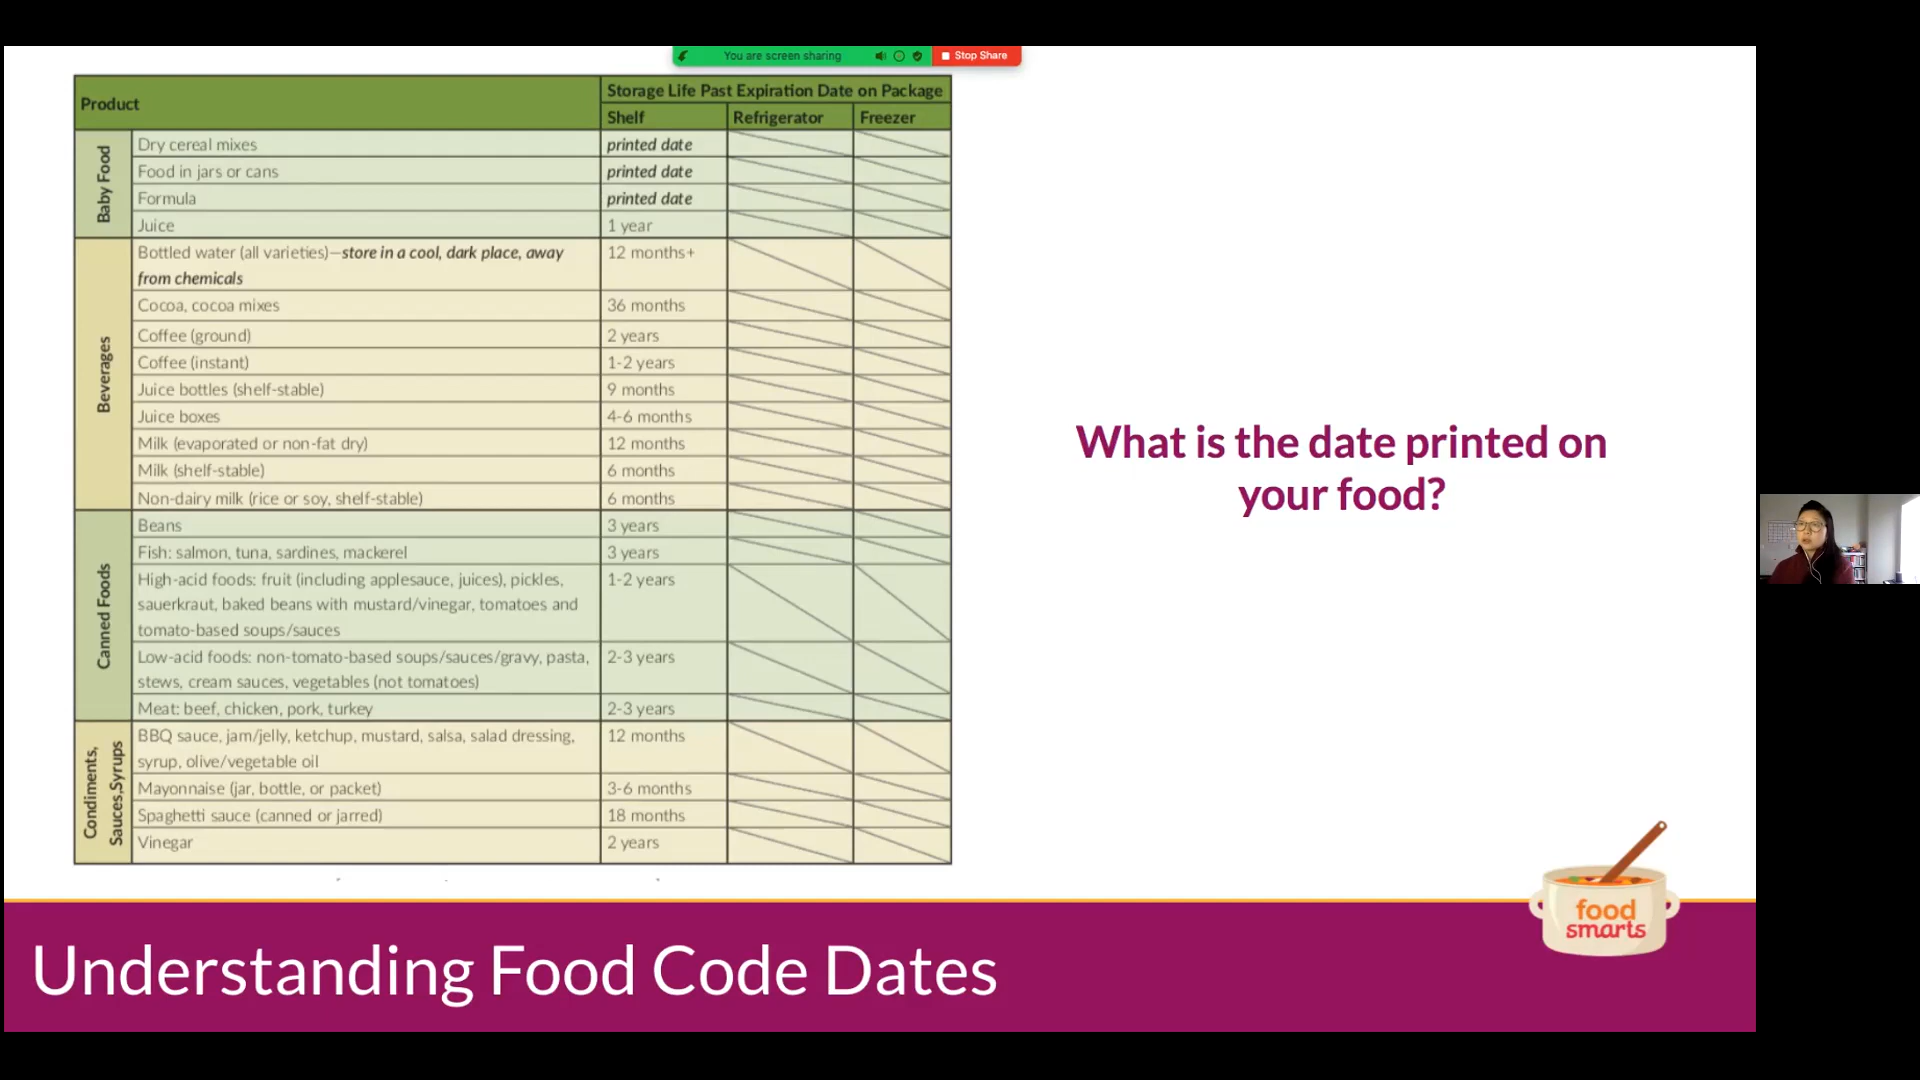 You are screen sharing
Stop Share
Product
Storage Life Past Expiration Date on Package
Shelf Refrigerator Freezer
Baby Food
Dry cereal mixes printed date
Food in jars or cans printed date
Formula printed date
Juice 1 year
Beverages
Bottled water (all varieties)—store in a cool, dark place, away 12 months+
from chemicals
Cocoa, cocoa mixes 36 months
Coffee (ground) 2 years
Coffee (instant) 1-2 years
Juice bottles (shelf-stable) 9 months
Juice boxes 4-6 months
Milk (evaporated or non-fat dry) 12 months
Milk (shelf-stable) 6 months
Non-dairy milk (rice or soy, shelf-stable) 6 months
Canned Foods
Beans 3 years
Fish: salmon, tuna, sardines, mackerel 3 years
High-acid foods: fruit (including applesauce, juices), pickles, 1-2 years
sauerkraut, baked beans with mustard/vinegar, tomatoes and
tomato-based soups/sauces
Low-acid foods: non-tomato-based soups/sauces/gravy, pasta, 2-3 years
stews, cream sauces, vegetables (not tomatoes)
Meat: beef, chicken, pork, turkey 2-3 years
Condiments,
Sauces,Syrups
BBQ sauce, jam/jelly, ketchup, mustard, salsa, salad dressing, 12 months
syrup, olive/vegetable oil
Mayonnaise (jar, bottle, or packet) 3-6 months
Spaghetti sauce (canned or jarred) 18 months
Vinegar 2 years
What is the date printed on
your food?
food
smarts
Understanding Food Code Dates